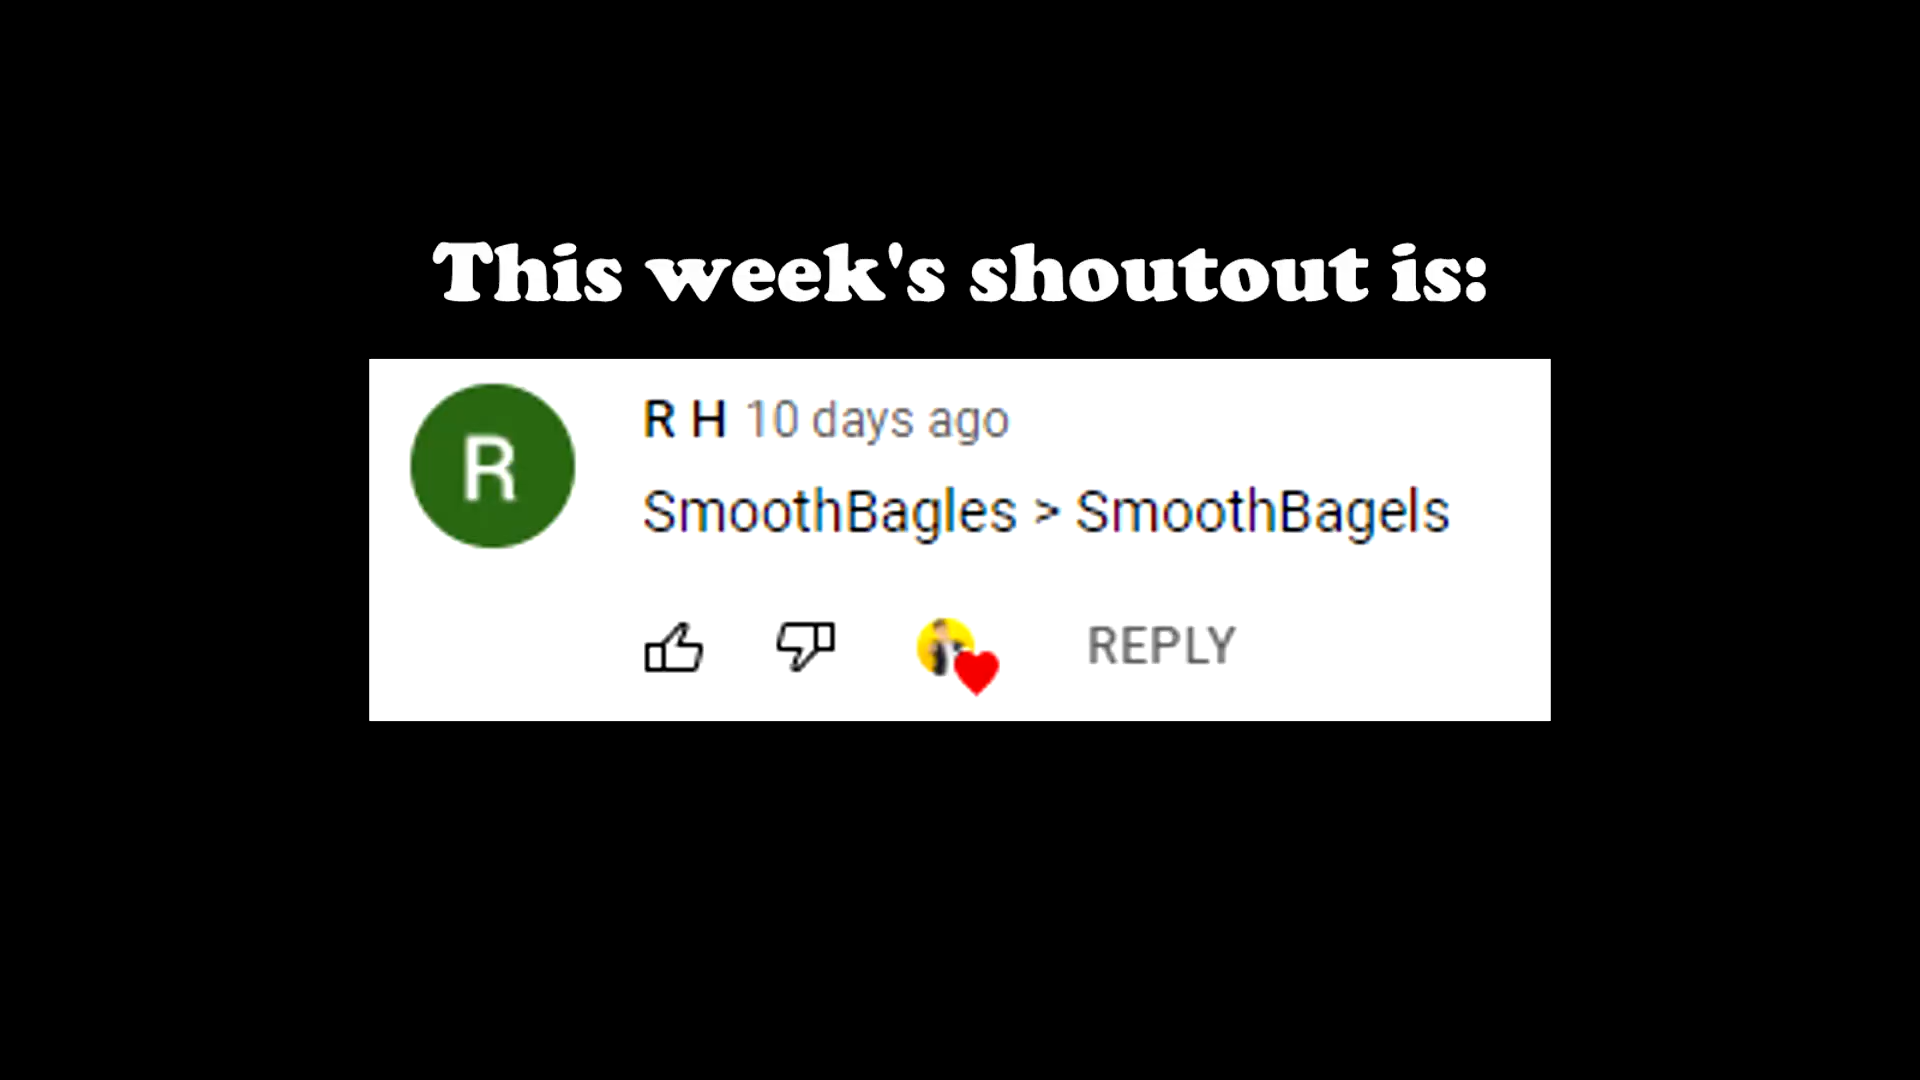 This week's shoutout is:
R
R H 10 days ago
SmoothBagles > SmoothBagels
REPLY